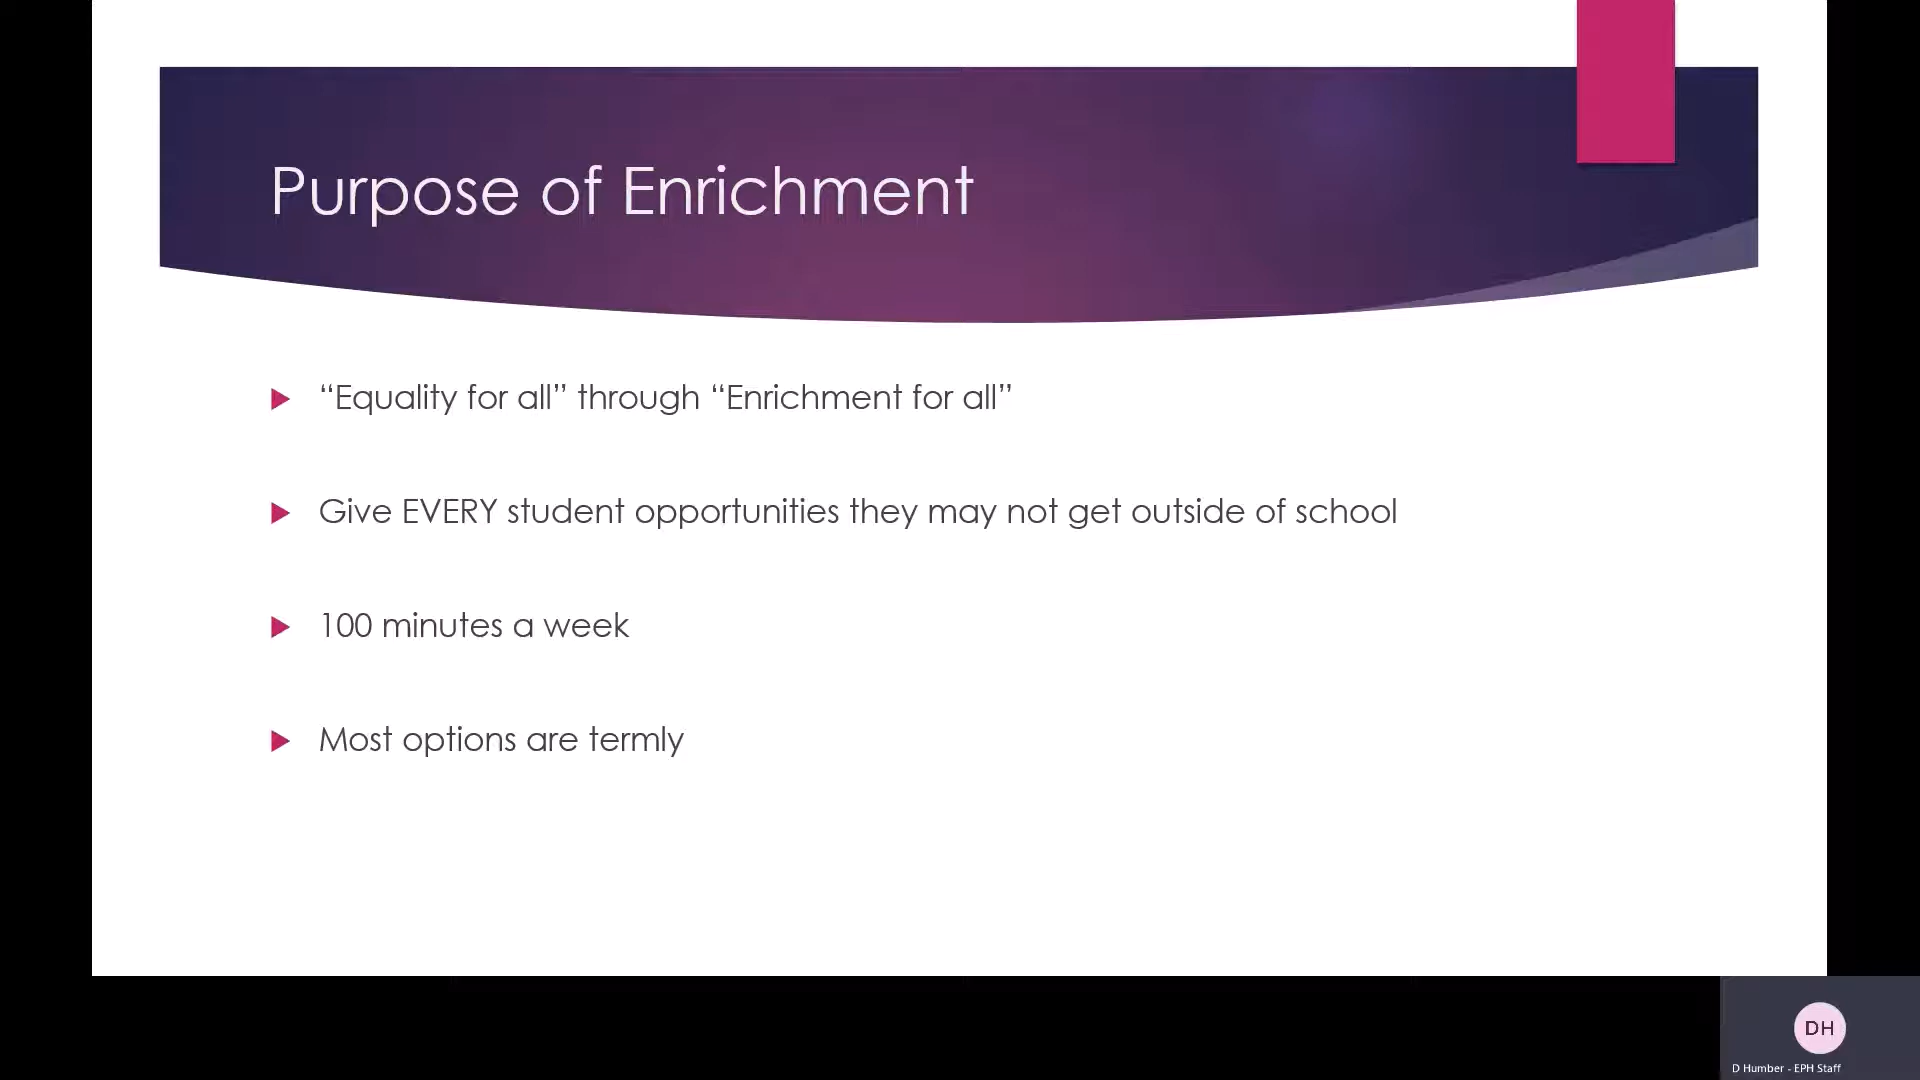 Purpose of Enrichment
“Equality for all” through “Enrichment for all”
Give EVERY student opportunities they may not get outside of school
100 minutes a week
Most options are termly
DH
D Humber - EPH Staff